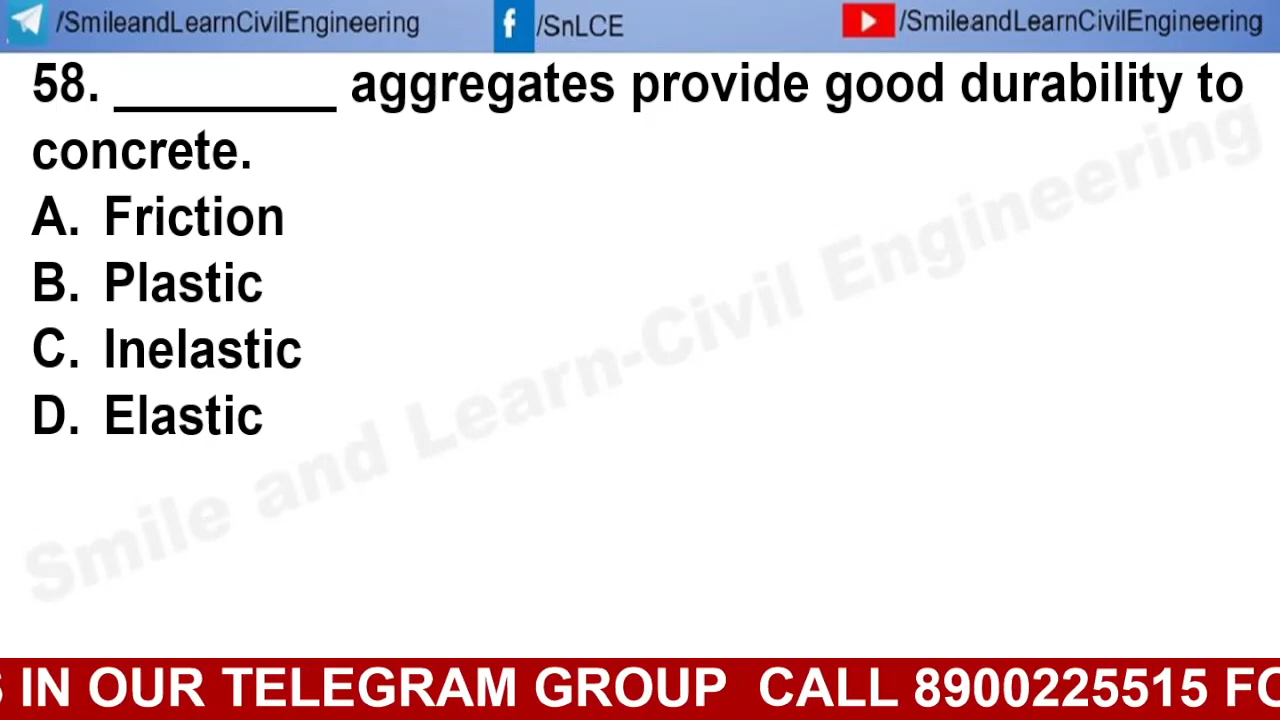 /SmileandLearnCivilEngineering /SnLCE /SmileandLearnCivilEngineering
58. ________ aggregates provide good durability to
concrete.
A. Friction
B. Plastic
C. Inelastic
D. Elastic
Smile and Learn-Civil Engineering
S IN OUR TELEGRAM GROUP CALL 8900225515 FO